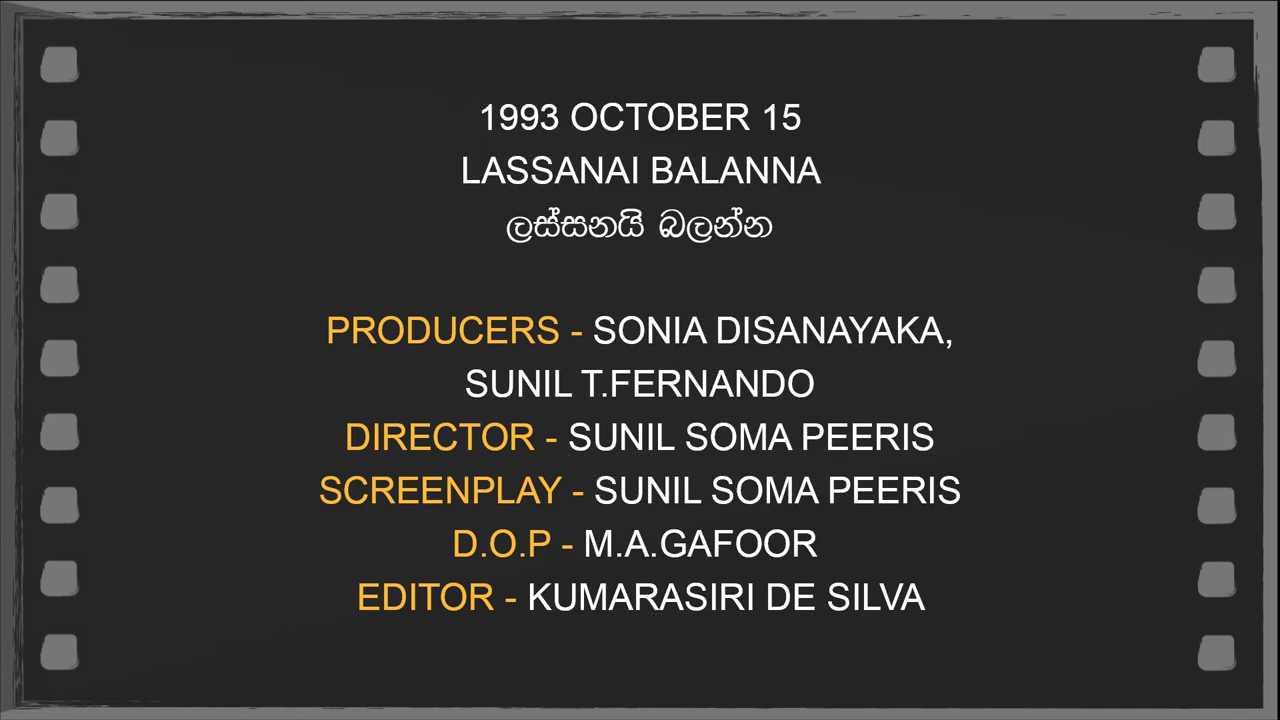 1993 OCTOBER 15
LASSANAI BALANNA
ලස්සනයි බලන්න
PRODUCERS - SONIA DISANAYAKA,
SUNIL T.FERNANDO
DIRECTOR - SUNIL SOMA PEERIS
SCREENPLAY - SUNIL SOMA PEERIS
D.O.P - M.A.GAFOOR
EDITOR - KUMARASIRI DE SILVA